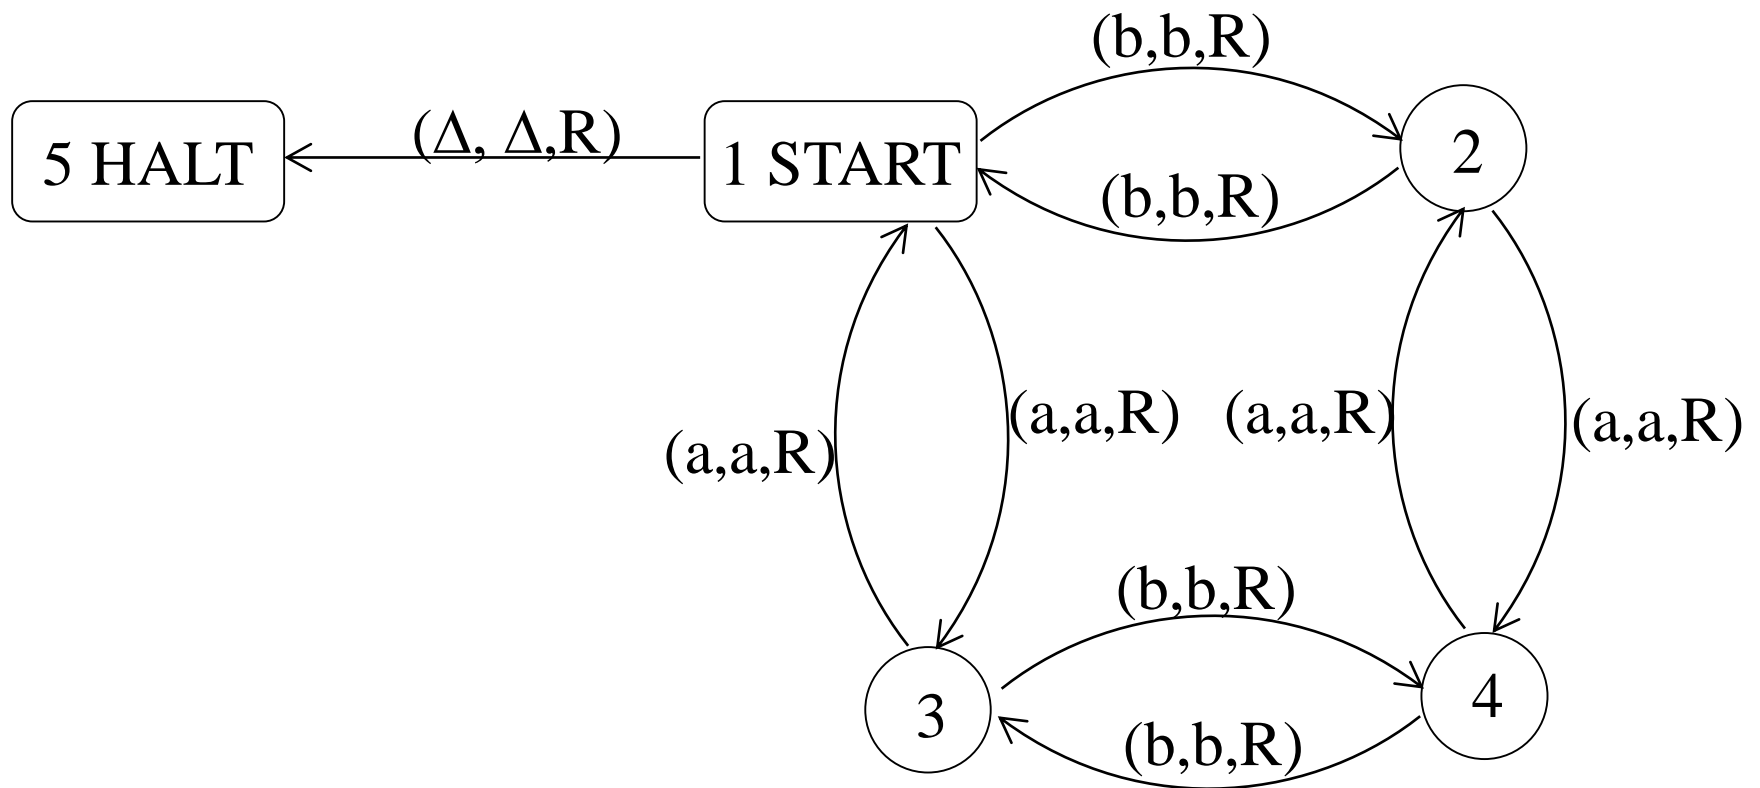 (b,b,R)
5 HALT
(Δ, Δ,R)
1 START
2
(b,b,R)
(a,a,R)
(a,a,R)
(a,a,R)
(a,a,R)
(b,b,R)
3
4
(b,b,R)